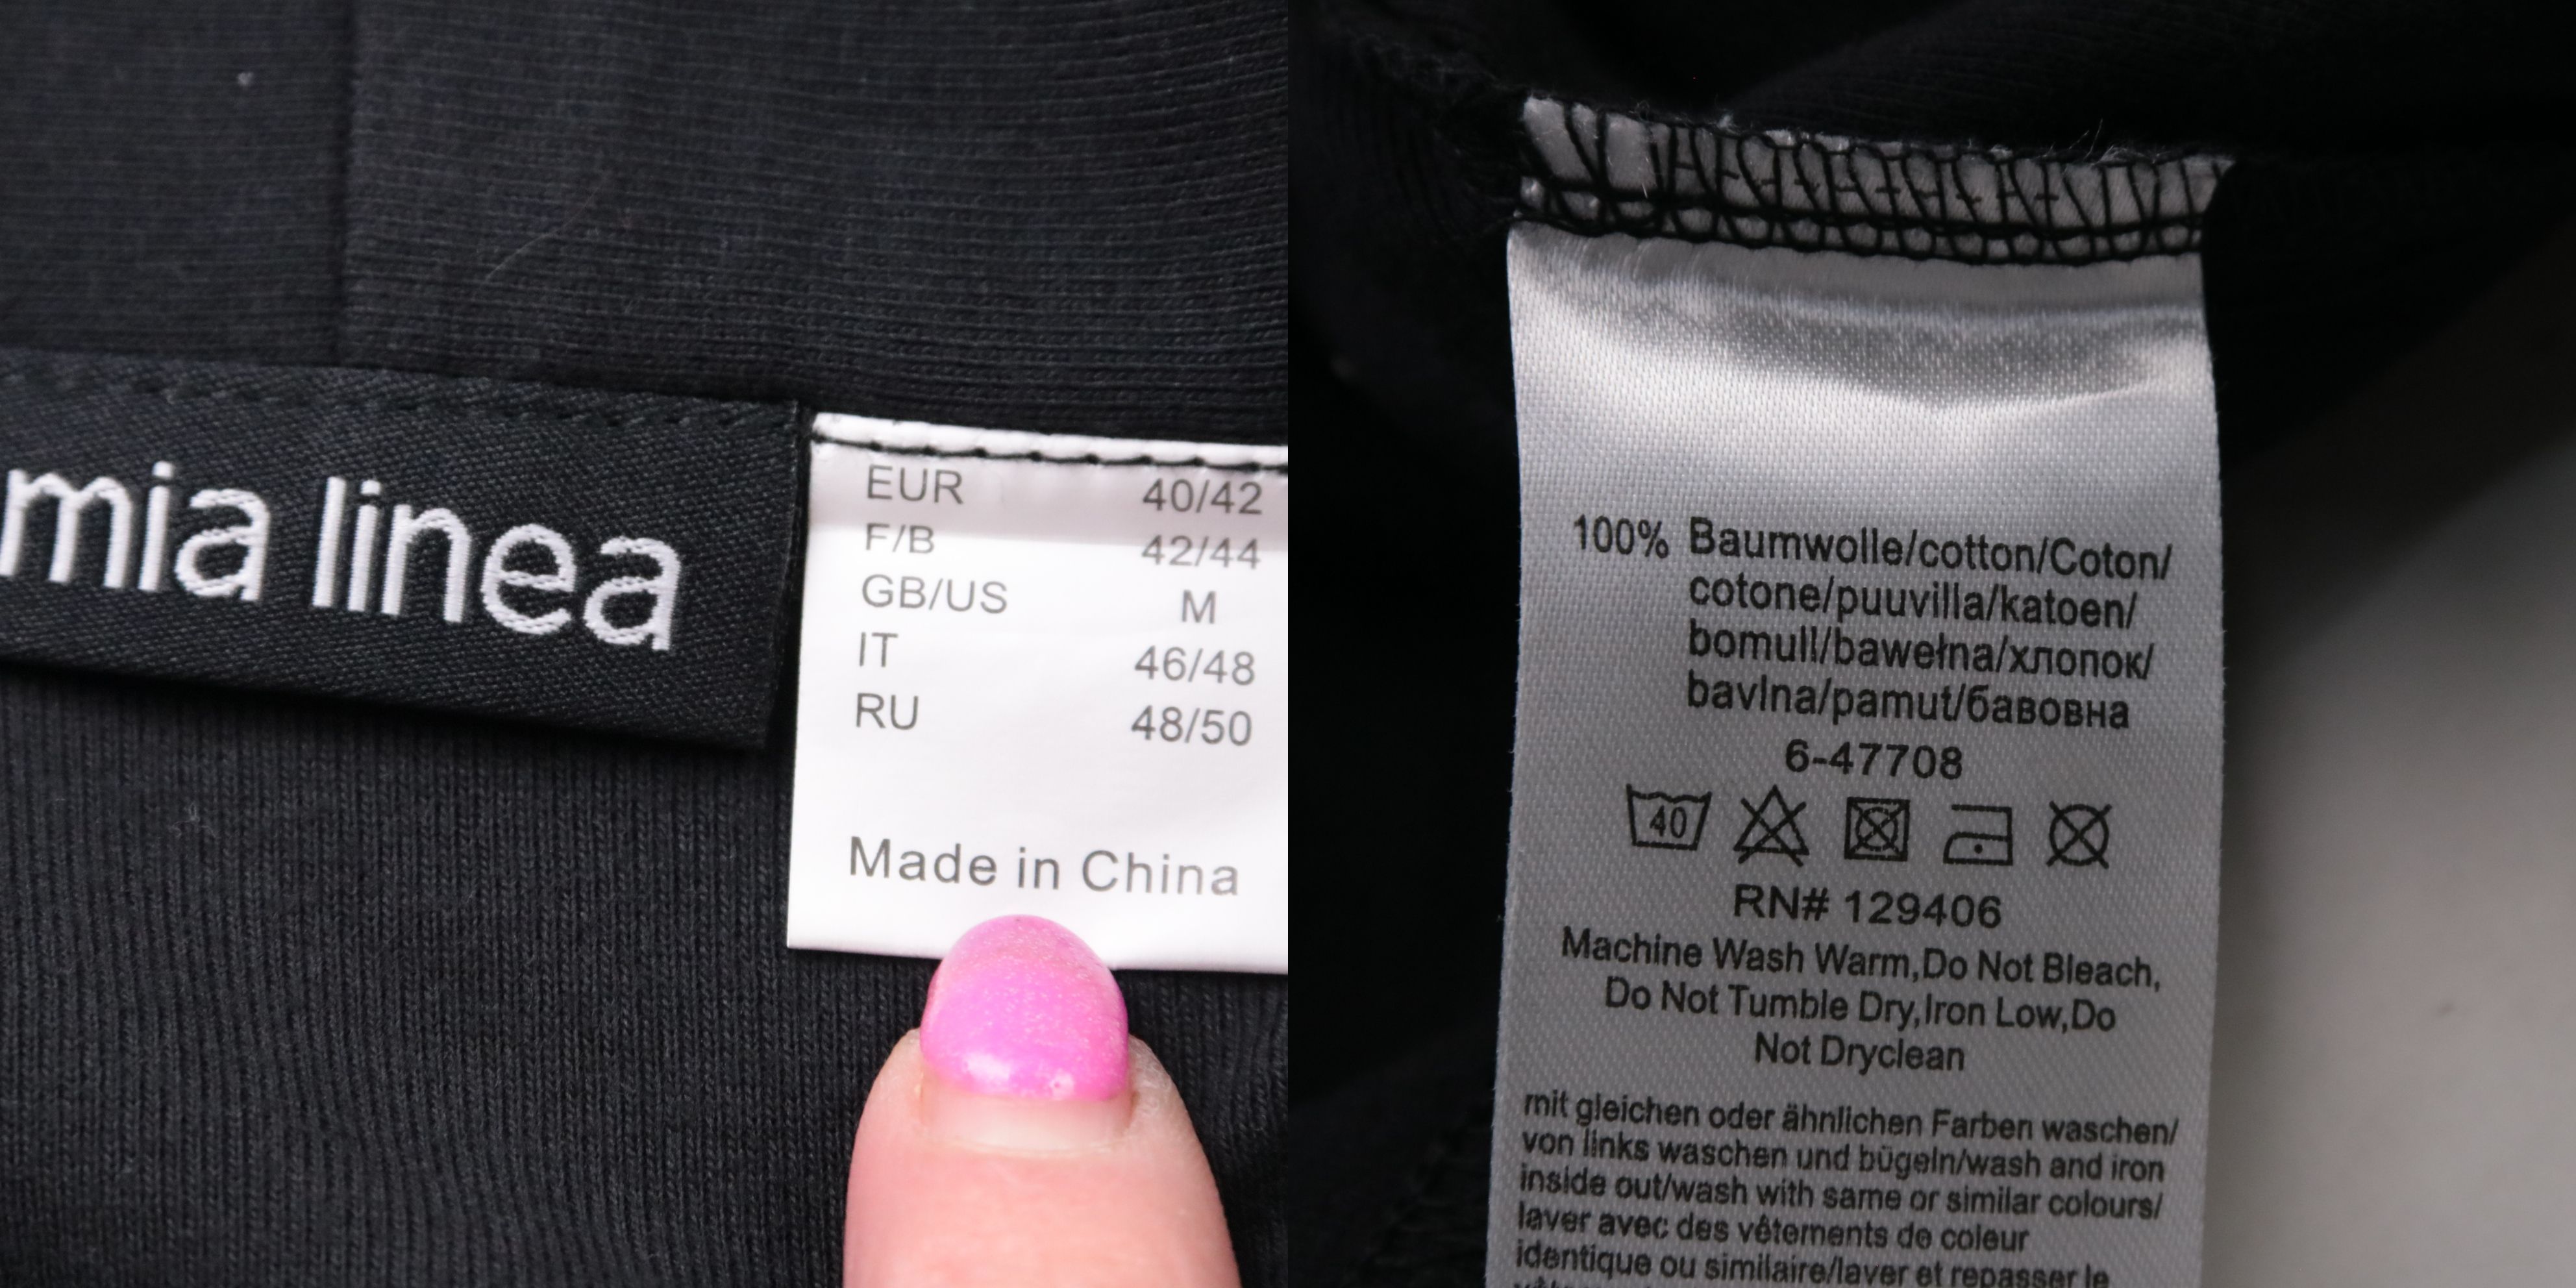 mia linea
EUR 40/42
F/B 42/44
GB/US M
IT 46/48
RU 48/50
Made in China
100% Baumwolle/cotton/Coton/
cotone/puuvilla/katoen/
bomull/bawełna/хлопок/
bavlna/pamut/бавовна
6-47708
40
RN# 129406
Machine Wash Warm,Do Not Bleach,
Do Not Tumble Dry,Iron Low,Do
Not Dryclean
mit gleichen oder ähnlichen Farben waschen/
von links waschen und bügeln/wash and iron
inside out/wash with same or similar colours/
laver avec des vêtements de coleur
identique ou similaire/laver et repasser le